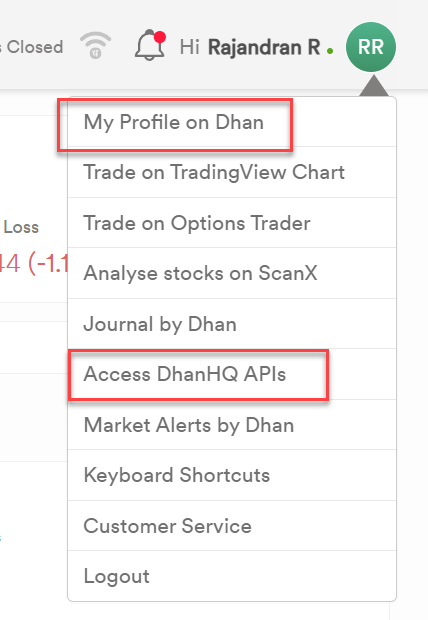 s Closed
Hi Rajandran R
RR
My Profile on Dhan
Trade on TradingView Chart
Loss
Trade on Options Trader
44 (-1.1
Analyse stocks on ScanX
Journal by Dhan
Access DhanHQ APIs
Market Alerts by Dhan
Keyboard Shortcuts
Customer Service
Logout